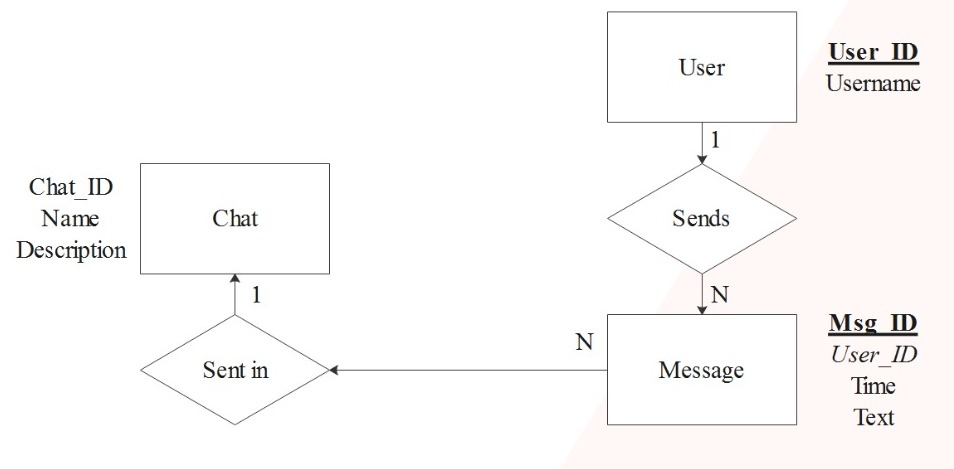 User
User_ID
Username
1
Sends
N
Chat_ID
Name
Description
Chat
1
Sent in
N
Message
Msg_ID
User_ID
Time
Text